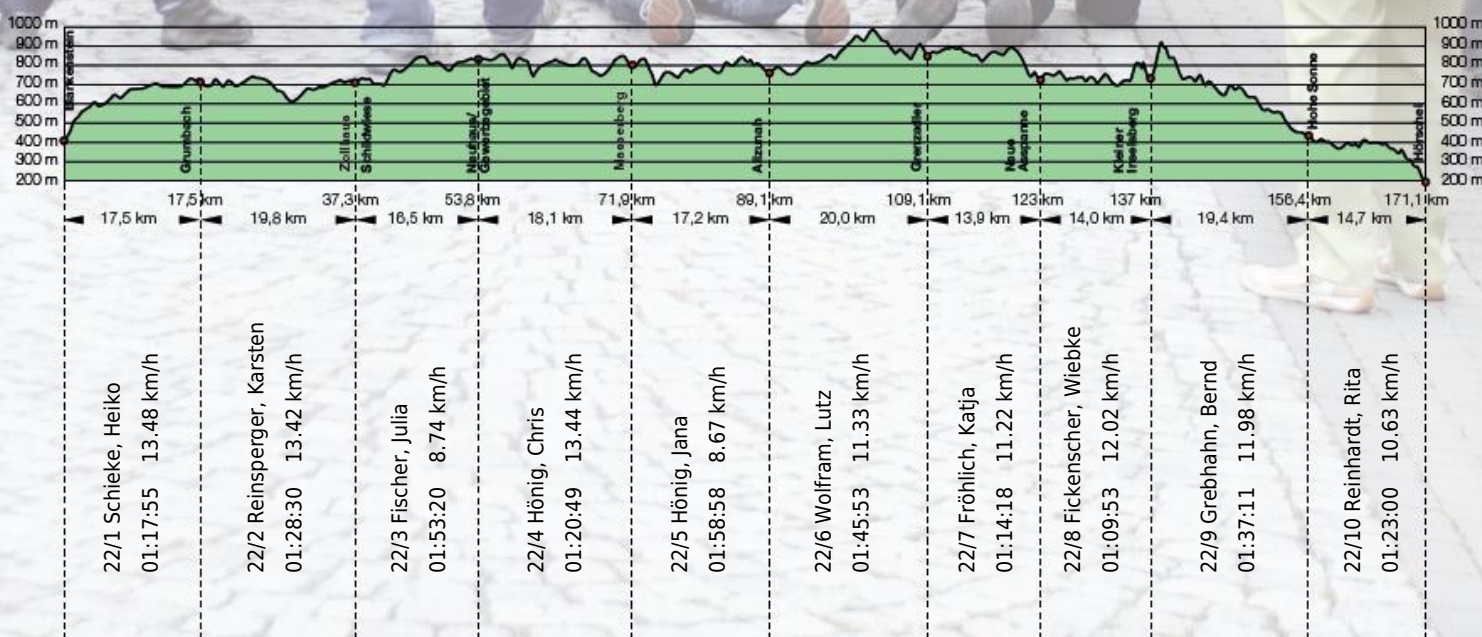 1000 m
900 m
800 m
700 m
600 m
500 m
400 m
300 m
200 m
1000 m
900 m
800 m
700 m
600 m
500 m
400 m
300 m
200 m
Blankenstein
Grumbach
Zollhaus
Schildwiese
Neuhaus/
Masserberg
Allzunah
Grenzadler
Neue
Ausspanne
Kleiner
Inselsberg
Hohe Sonne
Hörschel
17,5 km
37,3 km
53,8 km
71,9 km
89,1 km
109,1 km
123 km
137 km
156,4 km
171,1 km
17,5 km
19,8 km
16,5 km
18,1 km
17,2 km
20,0 km
13,9 km
14,0 km
19,4 km
14,7 km
22/1 Schieke, Heiko
01:17:55 13.48 km/h
22/2 Reinsperger, Karsten
01:28:30 13.42 km/h
22/3 Fischer, Julia
01:53:20 8.74 km/h
22/4 Hönig, Chris
01:20:49 13.44 km/h
22/5 Hönig, Jana
01:58:58 8.67 km/h
22/6 Wolfram, Lutz
01:45:53 11.33 km/h
22/7 Fröhlich, Katja
01:14:18 11.22 km/h
22/8 Fickenscher, Wiebke
01:09:53 12.02 km/h
22/9 Grebhahn, Bernd
01:37:11 11.98 km/h
22/10 Reinhardt, Rita
01:23:00 10.63 km/h